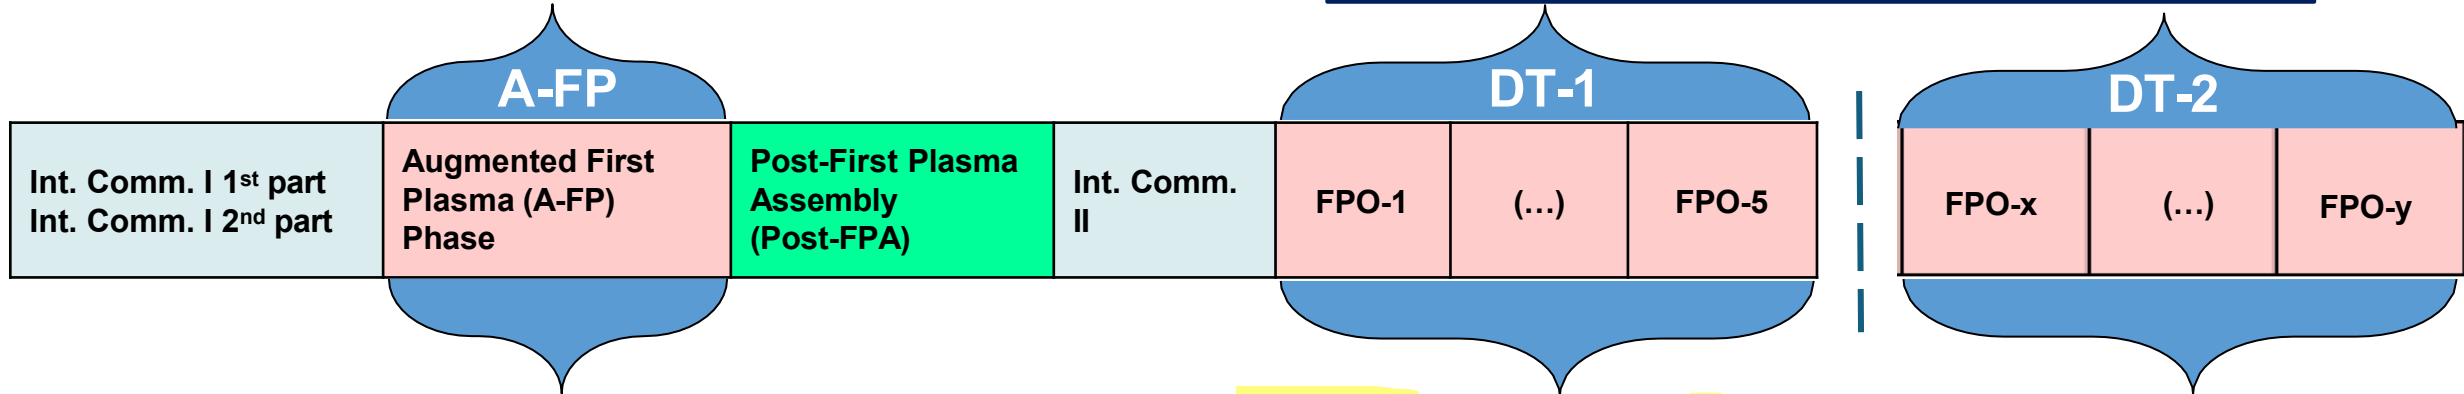 A-FP
DT-1
DT-2
Int. Comm. I 1st part
Int. Comm. I 2nd part
Augmented First
Plasma (A-FP)
Phase
Post-First Plasma
Assembly
(Post-FPA)
Int. Comm.
II
FPO-1
(...)
FPO-5
FPO-x
(...)
FPO-y